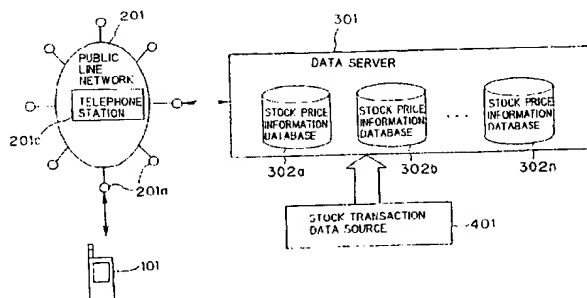 201
PUBLIC
LINE
NETWORK
TELEPHONE
STATION
201c
201a
101
301
DATA SERVER
STOCK PRICE
INFORMATION
DATABASE
STOCK PRICE
INFORMATION
DATABASE
...
STOCK PRICE
INFORMATION
DATABASE
302a
302b
302n
STOCK TRANSACTION
DATA SOURCE
401